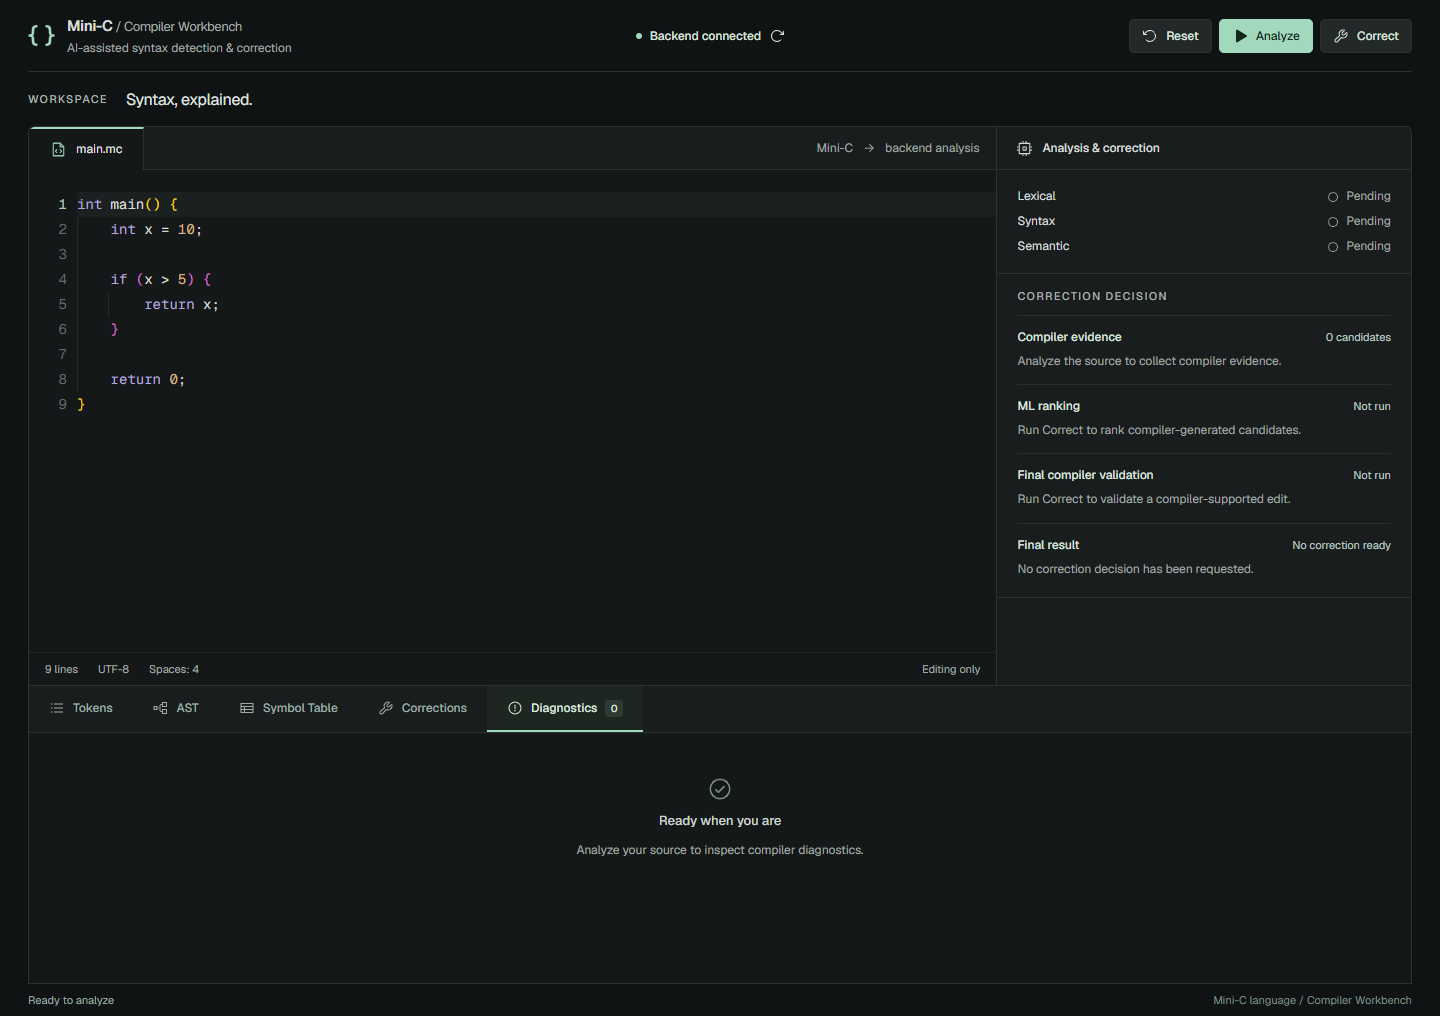 { } Mini-C / Compiler Workbench
AI-assisted syntax detection & correction
Backend connected
Reset
Analyze
Correct
WORKSPACE Syntax, explained.
main.mc
Mini-C → backend analysis
1 int main() {
2     int x = 10;
3
4     if (x > 5) {
5         return x;
6     }
7
8     return 0;
9 }
9 lines UTF-8 Spaces: 4 Editing only
Analysis & correction
Lexical Pending
Syntax Pending
Semantic Pending
CORRECTION DECISION
Compiler evidence 0 candidates
Analyze the source to collect compiler evidence.
ML ranking Not run
Run Correct to rank compiler-generated candidates.
Final compiler validation Not run
Run Correct to validate a compiler-supported edit.
Final result No correction ready
No correction decision has been requested.
Tokens AST Symbol Table Corrections Diagnostics 0
Ready when you are
Analyze your source to inspect compiler diagnostics.
Ready to analyze
Mini-C language / Compiler Workbench